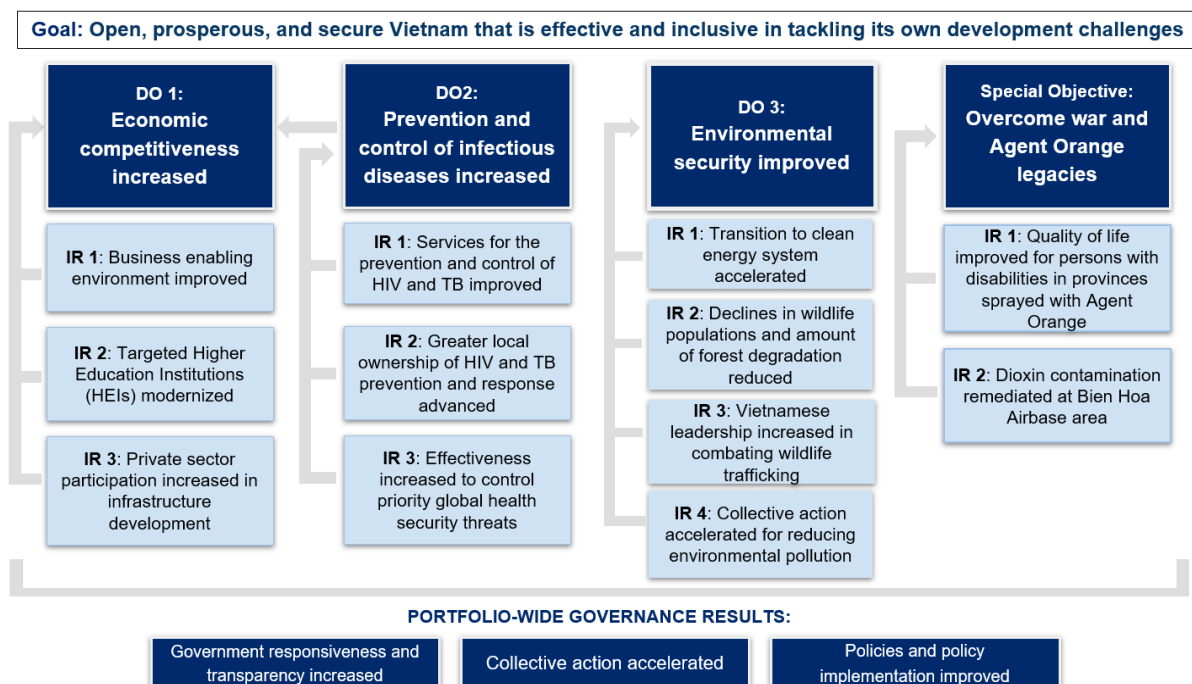 Goal: Open, prosperous, and secure Vietnam that is effective and inclusive in tackling its own development challenges
DO 1:
Economic
competitiveness
increased
IR 1: Business enabling
environment improved
IR 2: Targeted Higher
Education Institutions
(HEIs) modernized
IR 3: Private sector
participation increased in
infrastructure
development
DO2:
Prevention and
control of infectious
diseases increased
IR 1: Services for the
prevention and control of
HIV and TB improved
IR 2: Greater local
ownership of HIV and TB
prevention and response
advanced
IR 3: Effectiveness
increased to control
priority global health
security threats
DO 3:
Environmental
security improved
IR 1: Transition to clean
energy system
accelerated
IR 2: Declines in wildlife
populations and amount
of forest degradation
reduced
IR 3: Vietnamese
leadership increased in
combating wildlife
trafficking
IR 4: Collective action
accelerated for reducing
environmental pollution
Special Objective:
Overcome war and
Agent Orange
legacies
IR 1: Quality of life
improved for persons with
disabilities in provinces
sprayed with Agent
Orange
IR 2: Dioxin contamination
remediated at Bien Hoa
Airbase area
PORTFOLIO-WIDE GOVERNANCE RESULTS:
Government responsiveness and
transparency increased
Collective action accelerated
Policies and policy
implementation improved